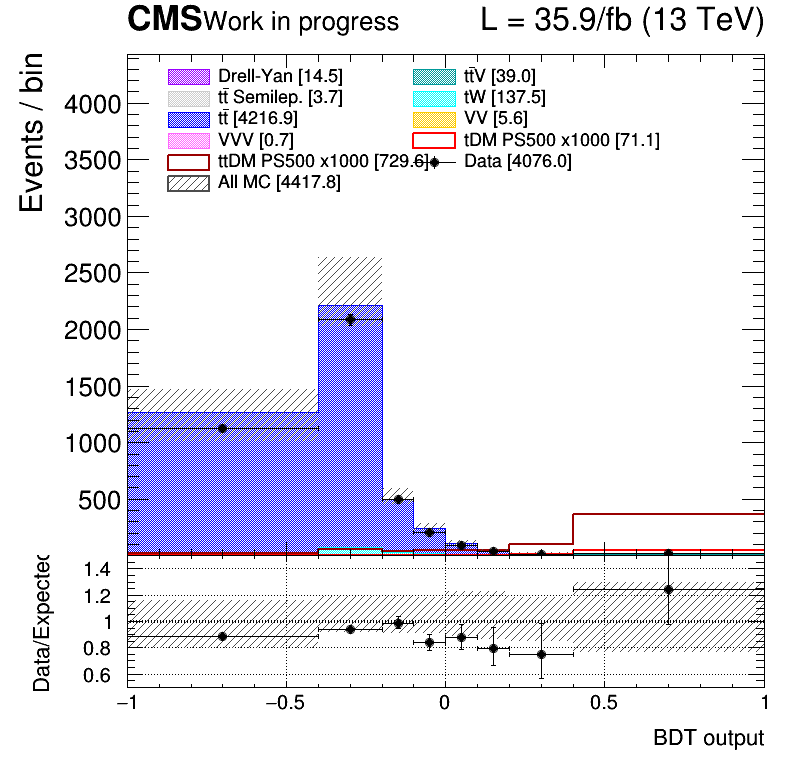 CMS Work in progress L = 35.9/fb (13 TeV)
Events / bin
Drell-Yan [14.5] tt̄V [39.0]
tt̄ Semilep. [3.7] tW [137.5]
tt̄ [4216.9] VV [5.6]
VVV [0.7] tDM PS500 x1000 [71.1]
ttDM PS500 x1000 [729.6] Data [4076.0]
All MC [4417.8]
4000
3500
3000
2500
2000
1500
1000
500
Data/Expected
1.4
1.2
1
0.8
0.6
−1 −0.5 0 0.5 1
BDT output